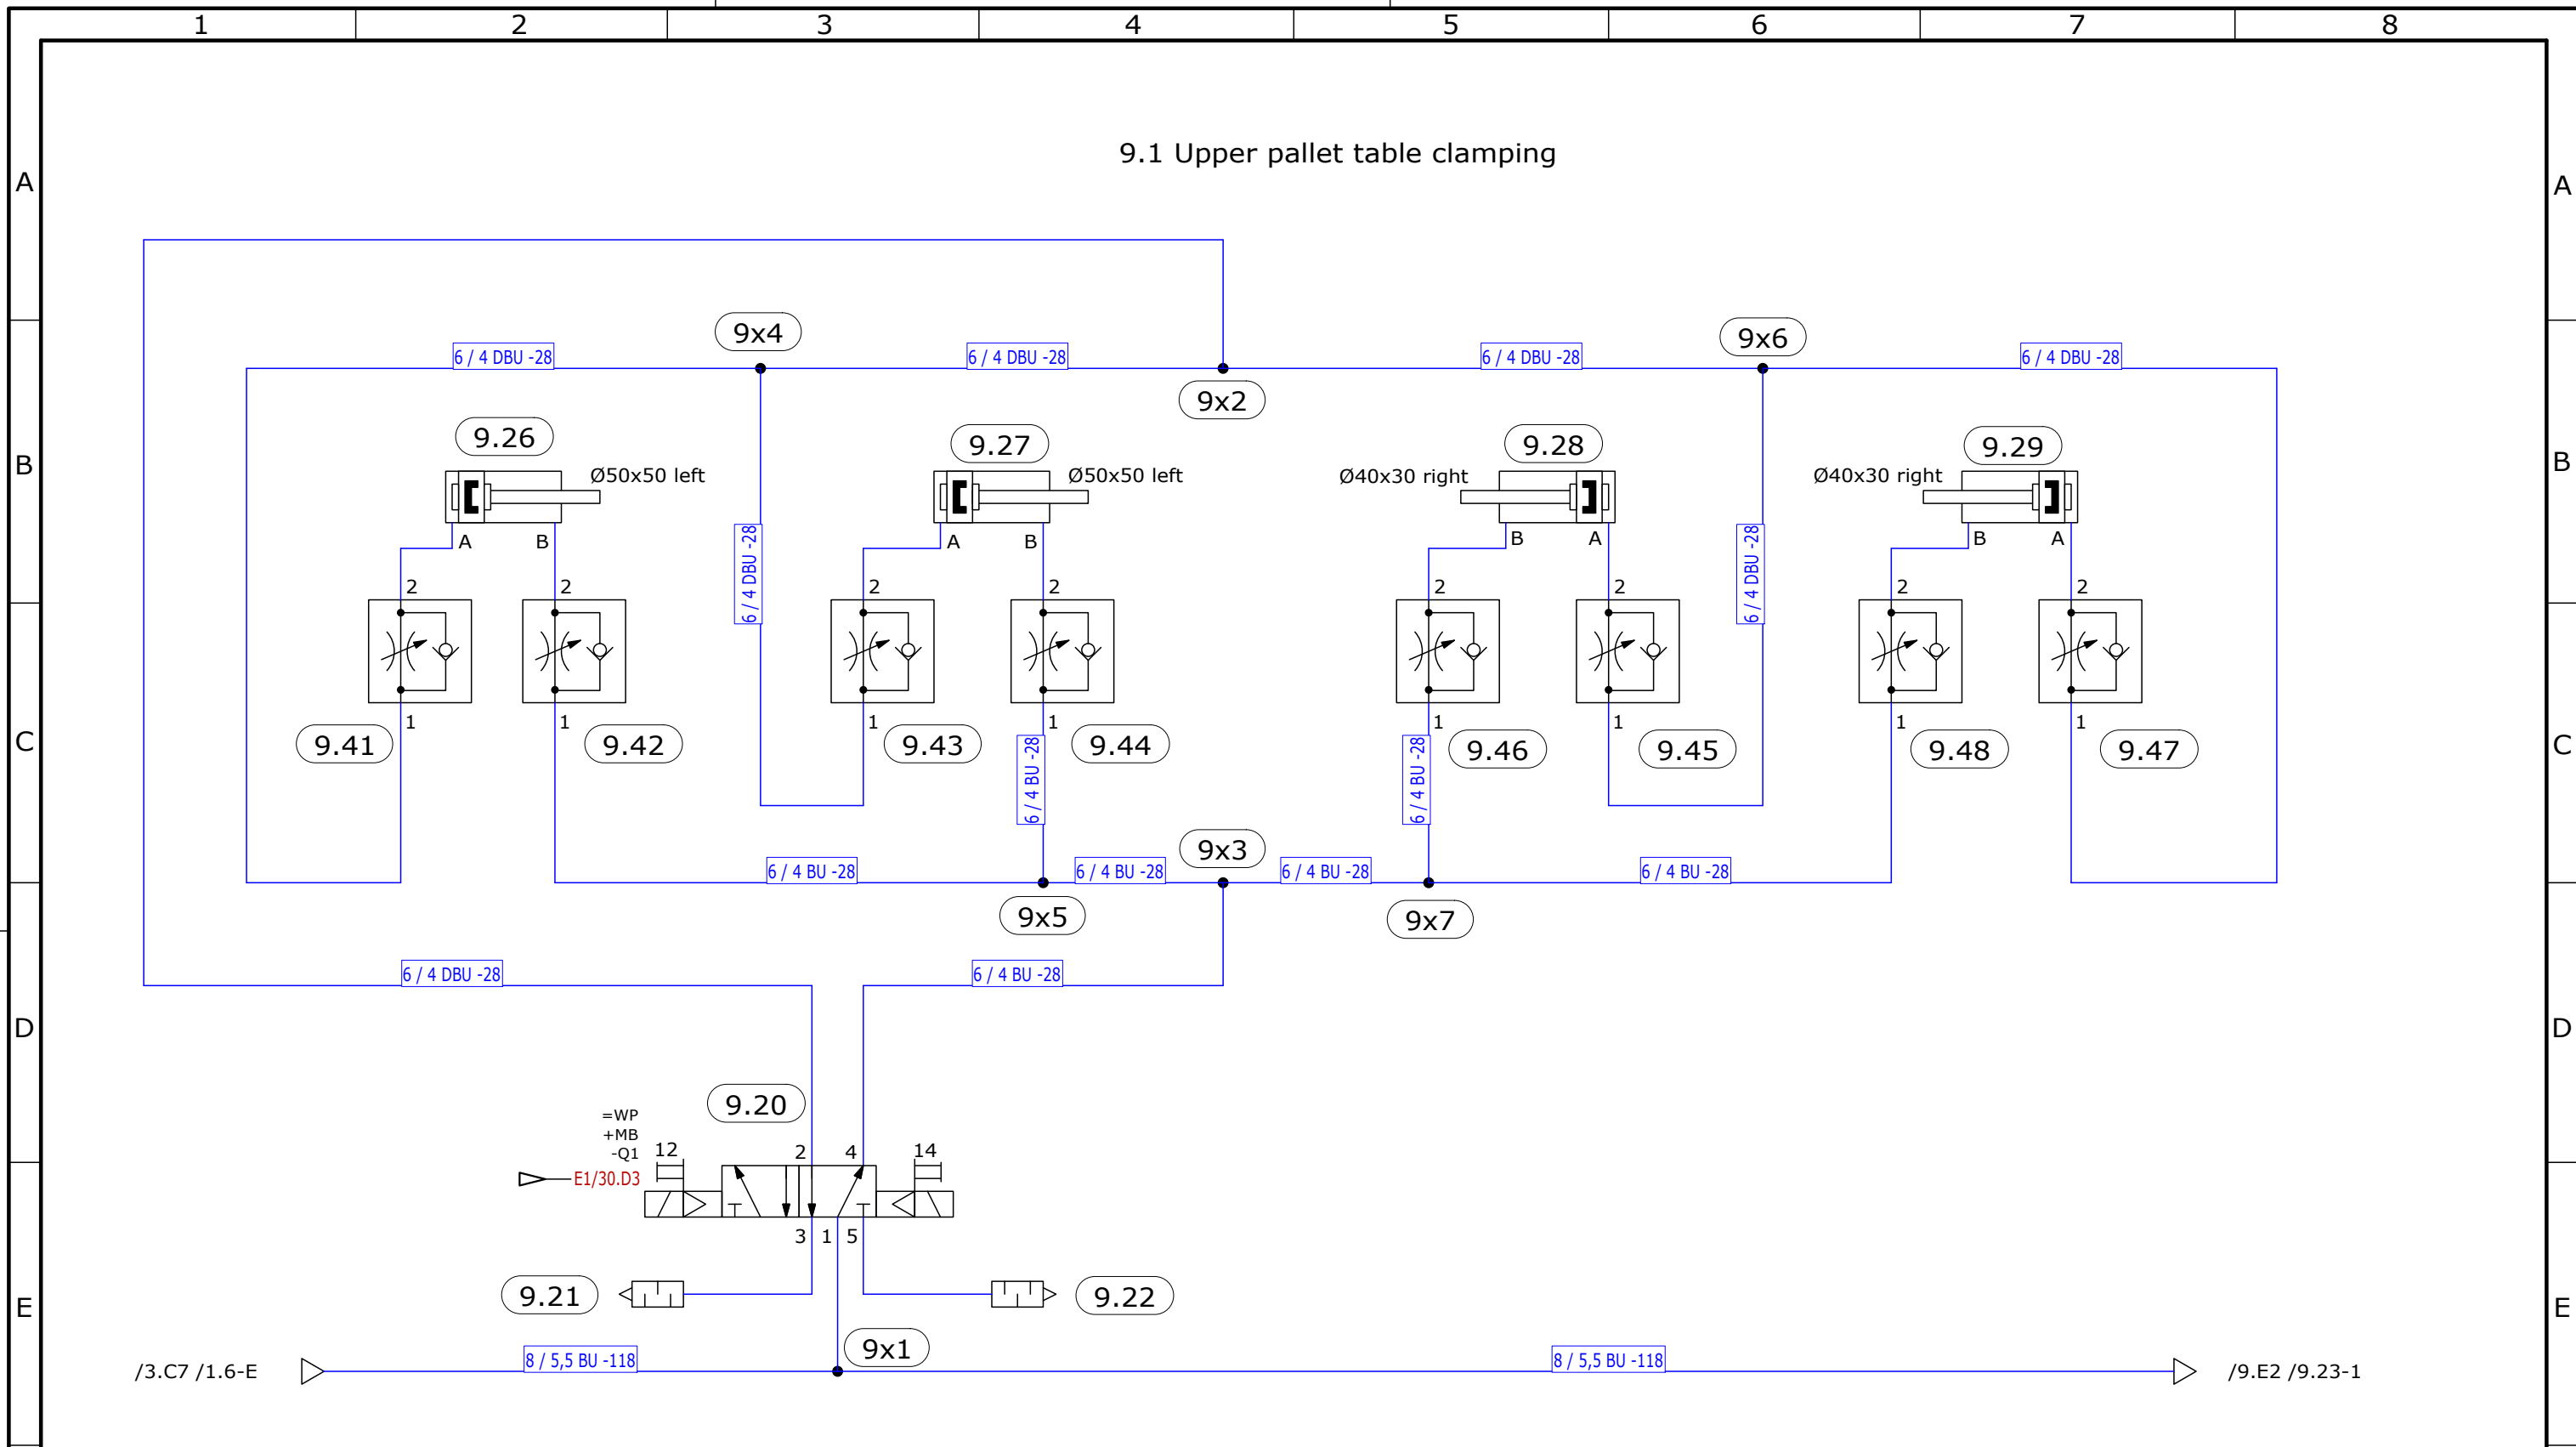 1 2 3 4 5 6 7 8
9.1 Upper pallet table clamping
A A
9x4 9x6
6 / 4 DBU -28 6 / 4 DBU -28 6 / 4 DBU -28 6 / 4 DBU -28
9x2
9.26 9.27 9.28 9.29
B B
Ø50x50 left Ø50x50 left Ø40x30 right Ø40x30 right
A B A B B A B A
6 / 4 DBU -28 6 / 4 DBU -28
2 2 2 2 2 2 2 2
1 1 1 1 1 1 1 1
C C
9.41 9.42 9.43 9.44 9.46 9.45 9.48 9.47
6 / 4 BU -28 6 / 4 BU -28
9x3
6 / 4 BU -28 6 / 4 BU -28 6 / 4 BU -28 6 / 4 BU -28
9x5 9x7
6 / 4 DBU -28 6 / 4 BU -28
D D
9.20
=WP
+MB
-Q1 12 2 4 14
E1/30.D3
3 1 5
9.21 9.22
E E
9x1
/3.C7 /1.6-E 8 / 5,5 BU -118 8 / 5,5 BU -118 /9.E2 /9.23-1